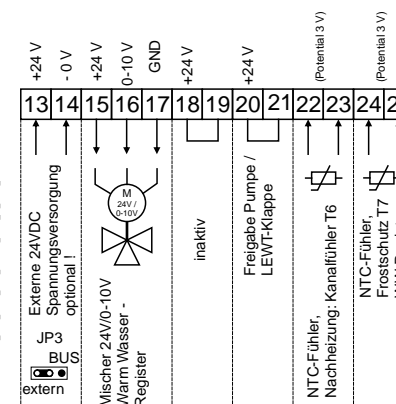 +24 V
- 0 V
+24 V
0-10 V
GND
+24 V
+24 V
(Potential 3 V)
(Potential 3 V)
13 14 15 16 17 18 19 20 21 22 23 24
Externe 24VDC
Spannungsversorgung
optional !
JP3
BUS
extern
M
24V /
0-10V
Mischer 24V/0-10V
Warm Wasser -
Register
inaktiv
Freigabe Pumpe /
LEWT-Klappe
NTC-Fühler,
Nachheizung: Kanalfühler T6
NTC-Fühler,
Frostschutz T7